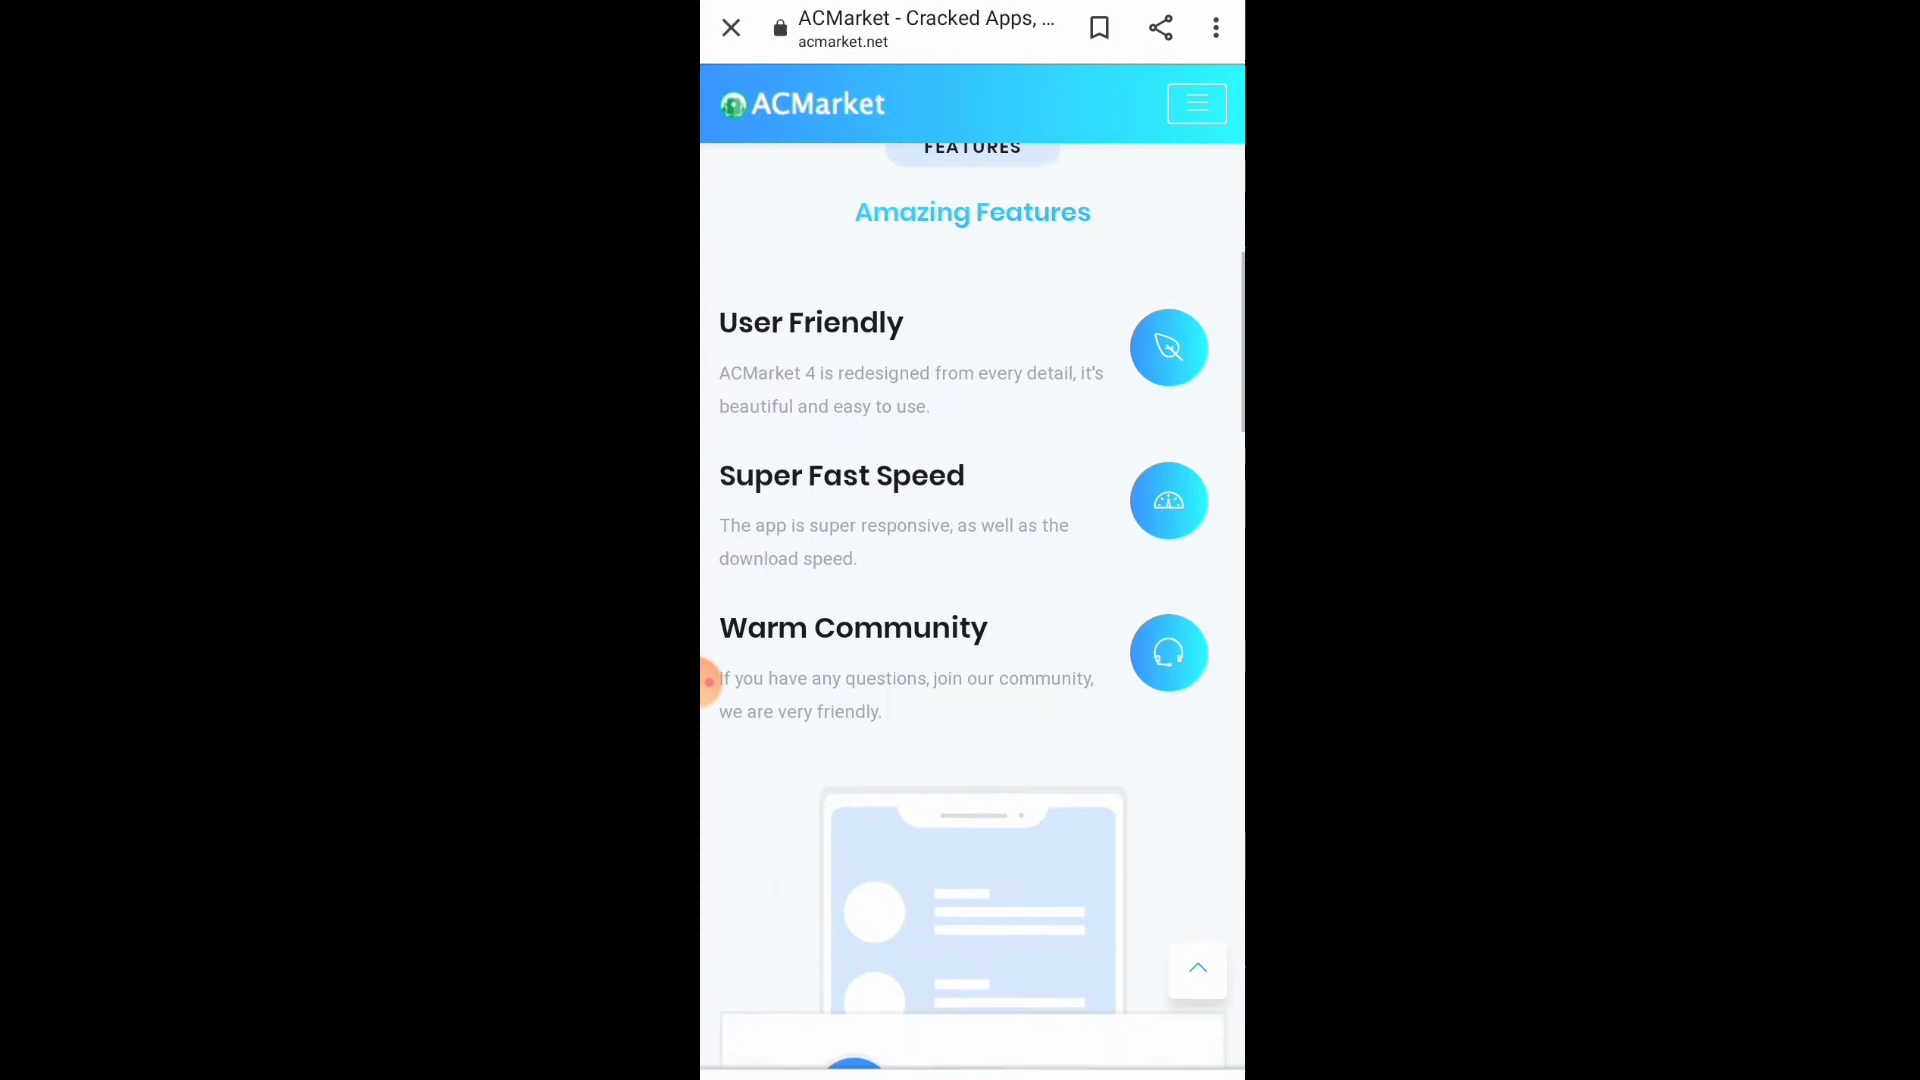 ACMarket - Cracked Apps, ...
acmarket.net
ACMarket
FEATURES
Amazing Features
User Friendly
ACMarket 4 is redesigned from every detail, it's
beautiful and easy to use.
Super Fast Speed
The app is super responsive, as well as the
download speed.
Warm Community
If you have any questions, join our community,
we are very friendly.